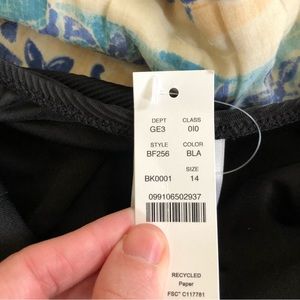 DEPT CLASS
GE3 0I0
STYLE COLOR
BF256 BLA
SIZE
BK0001 14
099106502937
RECYCLED
Paper
FSC® C117781